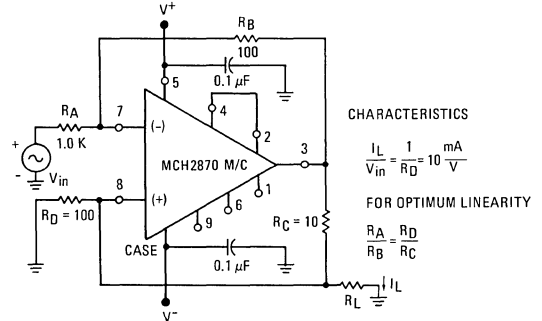 V+
RB
100
5
0.1 µF
4
RA
7
1.0 K
(-)
2
+
-
Vin
MCH2870 M/C
3
1
8
(+)
RD = 100
6
9
CASE
RC = 10
0.1 µF
RL
IL
V-
CHARACTERISTICS
IL/Vin = 1/RD = 10 mA/V
FOR OPTIMUM LINEARITY
RA/RB = RD/RC